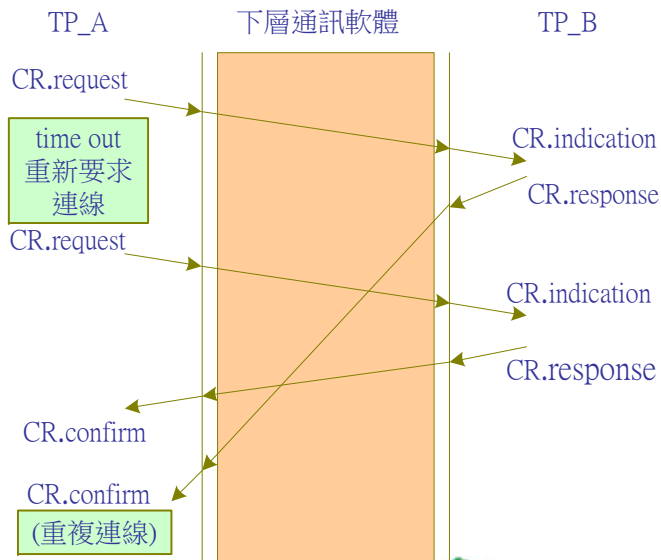 TP_A 下層通訊軟體 TP_B
CR.request
time out
重新要求
連線
CR.indication
CR.response
CR.request
CR.indication
CR.response
CR.confirm
CR.confirm
(重複連線)